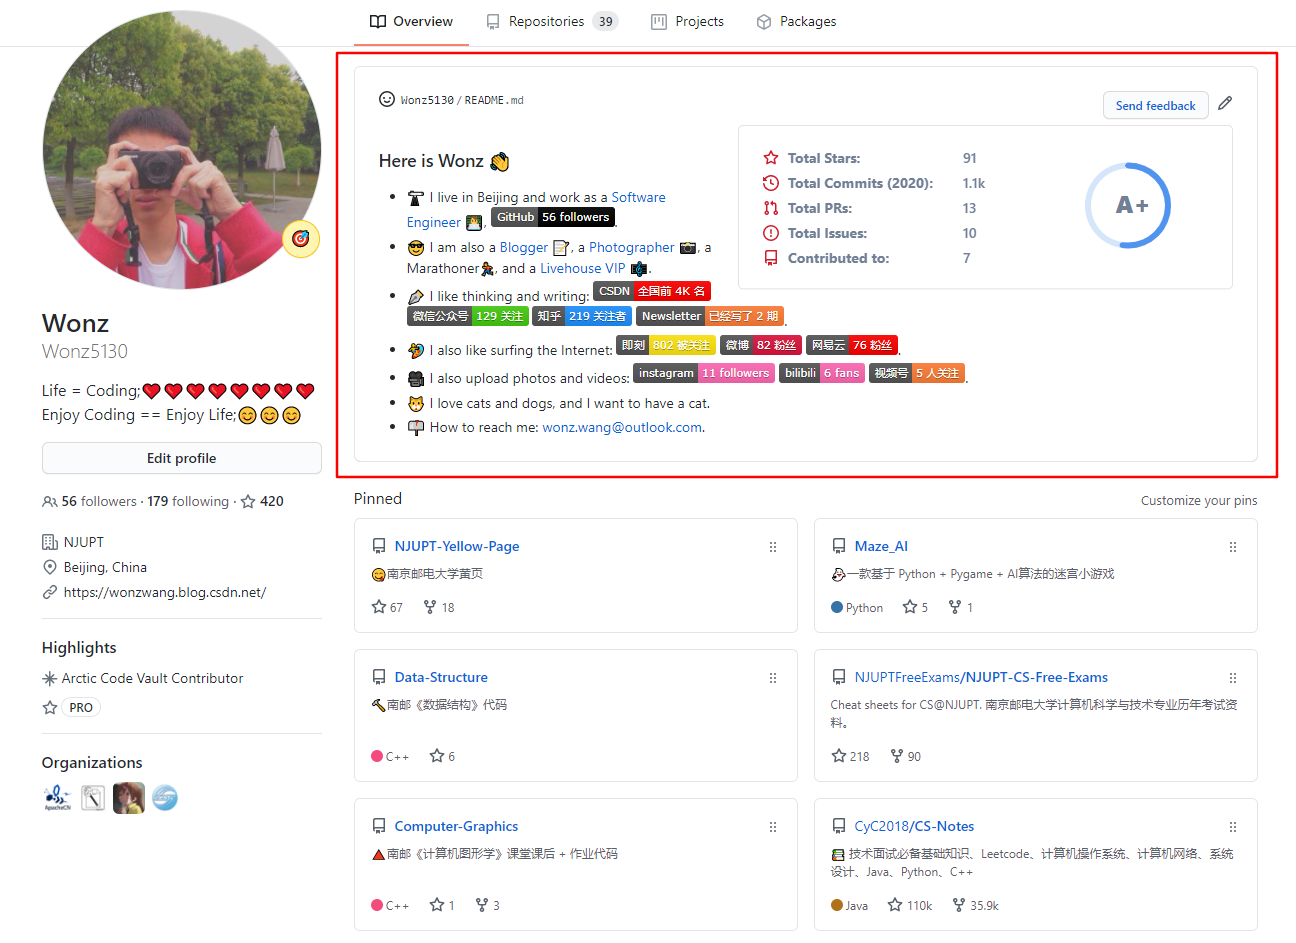 Overview
Repositories 39
Projects
Packages
Wonz
Wonz5130
Life = Coding;❤❤❤❤❤❤❤❤
Enjoy Coding == Enjoy Life;😊😊😊
Edit profile
56 followers · 179 following · 420
NJUPT
Beijing, China
https://wonzwang.blog.csdn.net/
Highlights
Arctic Code Vault Contributor
PRO
Organizations
ApacheCN
Wonz5130/README.md
Send feedback
Here is Wonz 👋
I live in Beijing and work as a Software
Engineer 👨‍💻, GitHub 56 followers.
😎 I am also a Blogger 📝, a Photographer 📷, a
Marathoner🏃, and a Livehouse VIP 🎼.
I like thinking and writing: CSDN 全国前 4K 名
微信公众号 129 关注 知乎 219 关注者 Newsletter 已经写了 2 期.
I also like surfing the Internet: 即刻 802 被关注 微博 82 粉丝 网易云 76 粉丝.
I also upload photos and videos: instagram 11 followers bilibili 6 fans 视频号 5 人关注.
🐱 I love cats and dogs, and I want to have a cat.
How to reach me: wonz.wang@outlook.com.
Total Stars: 91
Total Commits (2020): 1.1k
Total PRs: 13
Total Issues: 10
Contributed to: 7
A+
Pinned
Customize your pins
NJUPT-Yellow-Page
😋南京邮电大学黄页
67 18
Maze_AI
一款基于 Python + Pygame + AI算法的迷宫小游戏
Python 5 1
Data-Structure
🔨南邮《数据结构》代码
C++ 6
NJUPTFreeExams/NJUPT-CS-Free-Exams
Cheat sheets for CS@NJUPT. 南京邮电大学计算机科学与技术专业历年考试资
料。
218 90
Computer-Graphics
🔺南邮《计算机图形学》课堂课后 + 作业代码
C++ 1 3
CyC2018/CS-Notes
📚 技术面试必备基础知识、Leetcode、计算机操作系统、计算机网络、系统
设计、Java、Python、C++
Java 110k 35.9k